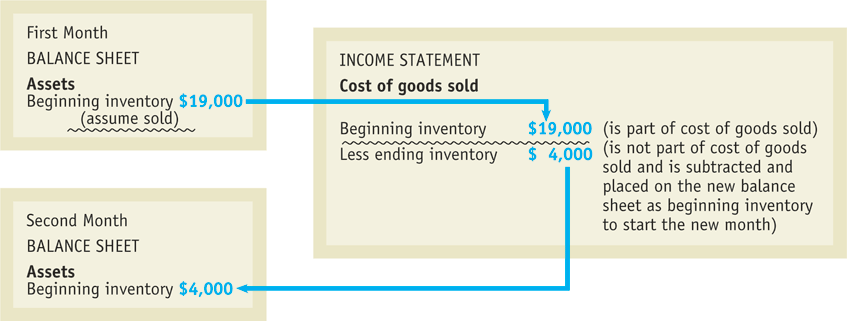 First Month
BALANCE SHEET
Assets
Beginning inventory $19,000
(assume sold)
INCOME STATEMENT
Cost of goods sold
Beginning inventory $19,000 (is part of cost of goods sold)
Less ending inventory $ 4,000 (is not part of cost of goods
sold and is subtracted and
placed on the new balance
sheet as beginning inventory
to start the new month)
Second Month
BALANCE SHEET
Assets
Beginning inventory $4,000